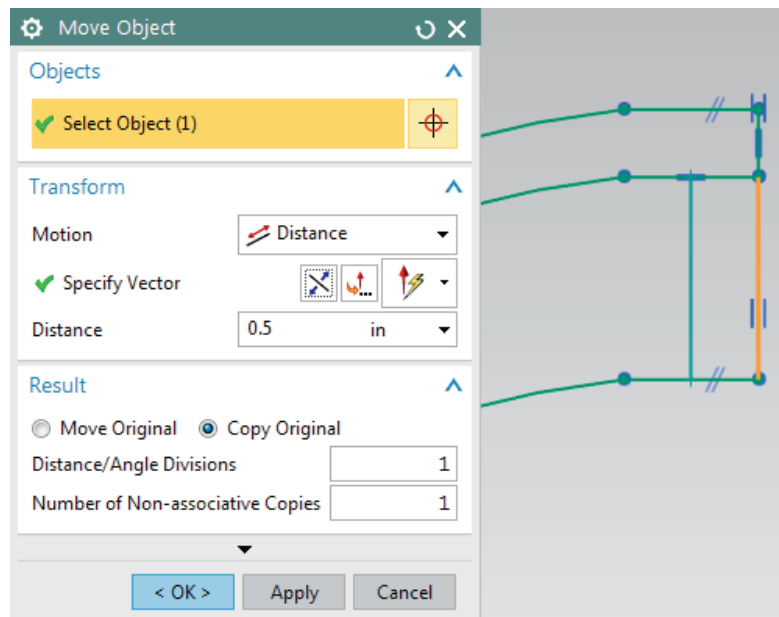 Move Object
Objects
Select Object (1)
Transform
Motion Distance
Specify Vector
Distance 0.5 in
Result
Move Original Copy Original
Distance/Angle Divisions 1
Number of Non-associative Copies 1
< OK > Apply Cancel